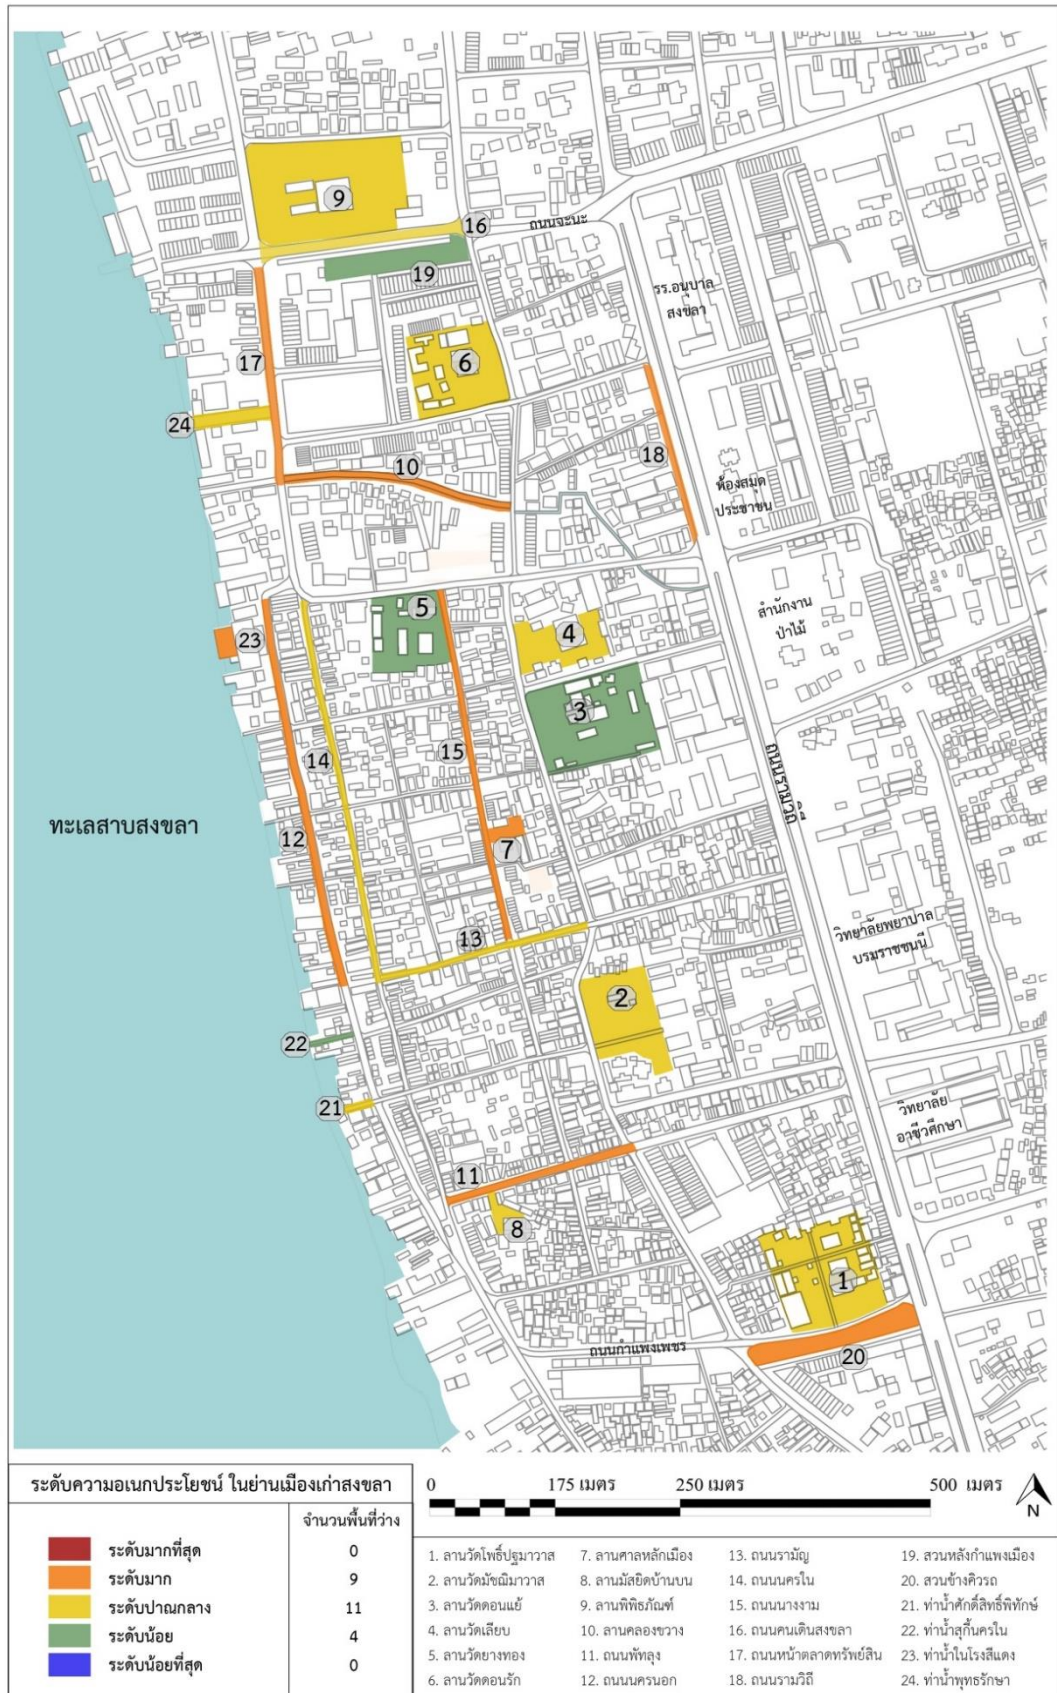 9
16
ถนนจะนะ
19
รร.อนุบาล
สงขลา
17
6
24
18
10
ห้องสมุด
ประชาชน
5
สำนักงาน
ป่าไม้
23
4
3
14
15
ถนนรามวิถี
ทะเลสาบสงขลา
12
7
13
วิทยาลัยพยาบาล
บรมราชชนนี
2
22
21
วิทยาลัย
อาชีวศึกษา
11
8
1
ถนนกำแพงเพชร
20
ระดับความอเนกประโยชน์ ในย่านเมืองเก่าสงขลา
จำนวนพื้นที่ว่าง
ระดับมากที่สุด 0
ระดับมาก 9
ระดับปาณกลาง 11
ระดับน้อย 4
ระดับน้อยที่สุด 0
0 175 เมตร 250 เมตร 500 เมตร
N
1. ลานวัดโพธิ์ปฐมาวาส
2. ลานวัดมัชฌิมาวาส
3. ลานวัดดอนแย้
4. ลานวัดเลียบ
5. ลานวัดยางทอง
6. ลานวัดดอนรัก
7. ลานศาลหลักเมือง
8. ลานมัสยิดบ้านบน
9. ลานพิพิธภัณฑ์
10. ลานคลองขวาง
11. ถนนพัทลุง
12. ถนนนครนอก
13. ถนนรามัญ
14. ถนนนครใน
15. ถนนนางงาม
16. ถนนคนเดินสงขลา
17. ถนนหน้าตลาดทรัพย์สิน
18. ถนนรามวิถี
19. สวนหลังกำแพงเมือง
20. สวนข้างคิวรถ
21. ท่าน้ำศักดิ์สิทธิ์พิทักษ์
22. ท่าน้ำสุกี้นครใน
23. ท่าน้ำในโรงสีแดง
24. ท่าน้ำพุทธรักษา